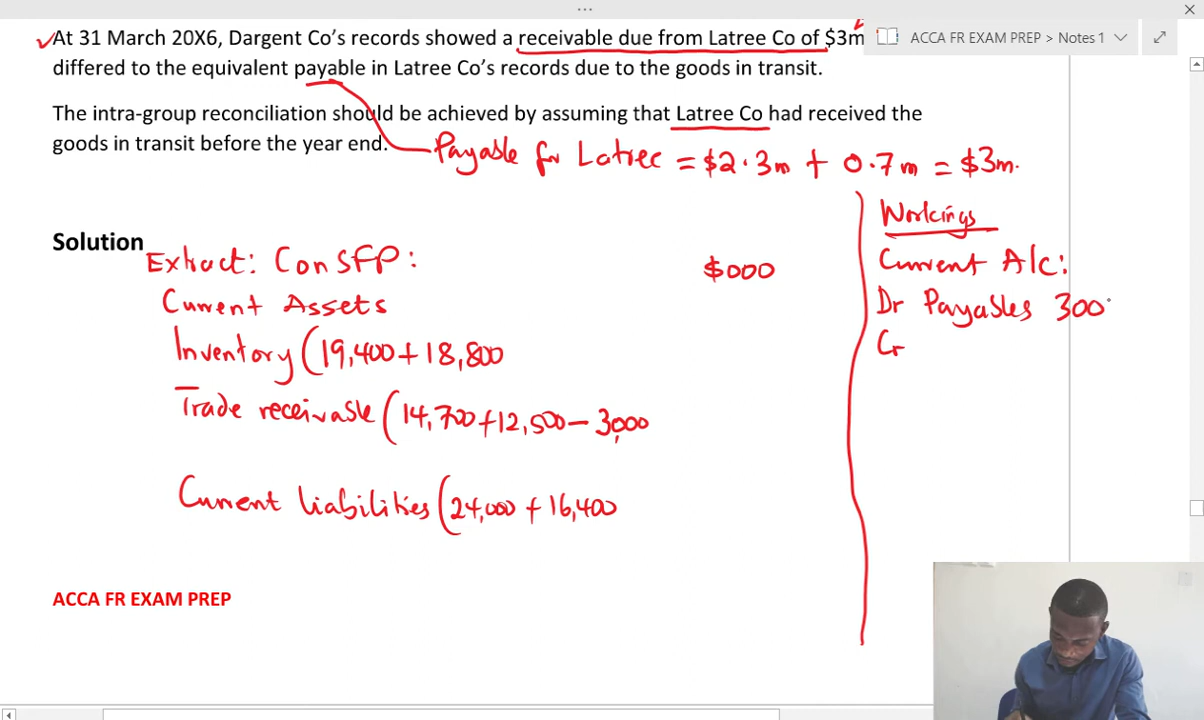 ACCA FR EXAM PREP > Notes 1
At 31 March 20X6, Dargent Co's records showed a receivable due from Latree Co of $3m
differed to the equivalent payable in Latree Co's records due to the goods in transit.
The intra-group reconciliation should be achieved by assuming that Latree Co had received the
goods in transit before the year end.
Payable for Latree = $2.3m + 0.7m = $3m.
Solution
Extract: Con SFP:
$000
Current Assets
Inventory (19,400+18,800
Trade receivable (14,700+12,500-3,000
Current liabilities (24,000+16,400
Workings
Current A/c:
Dr Payables 300
Cr
ACCA FR EXAM PREP